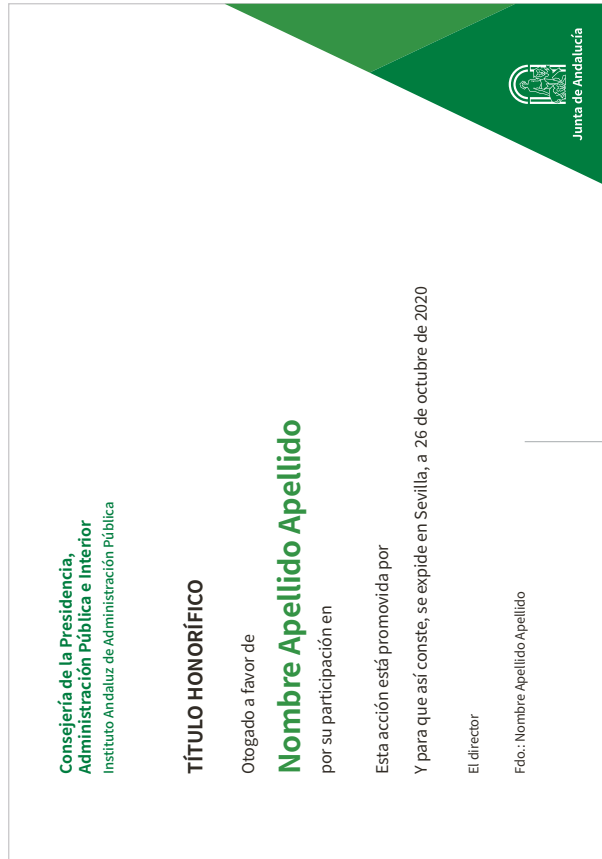 Junta de Andalucía
Consejería de la Presidencia,
Administración Pública e Interior
Instituto Andaluz de Administración Pública
TÍTULO HONORÍFICO
Otogado a favor de
Nombre Apellido Apellido
por su participación en
Esta acción está promovida por
Y para que así conste, se expide en Sevilla, a 26 de octubre de 2020
El director
Fdo.: Nombre Apellido Apellido